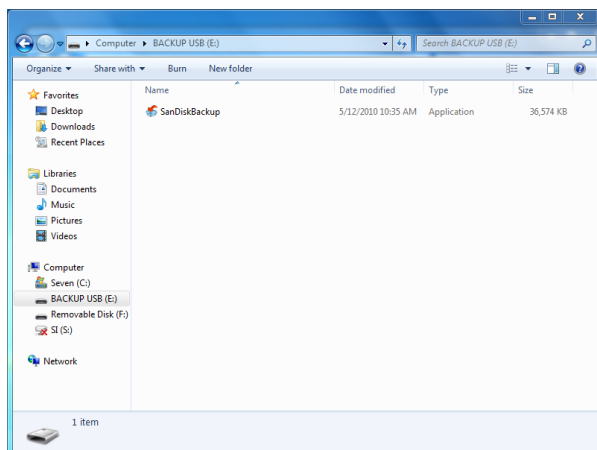 Computer ▸ BACKUP USB (E:)
Search BACKUP USB (E:)
Organize Share with Burn New folder
Name Date modified Type Size
SanDiskBackup 5/12/2010 10:35 AM Application 36,574 KB
Favorites
Desktop
Downloads
Recent Places
Libraries
Documents
Music
Pictures
Videos
Computer
Seven (C:)
BACKUP USB (E:)
Removable Disk (F:)
SI (S:)
Network
1 item